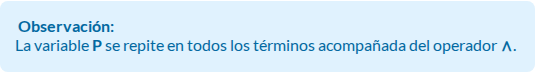 Observación:
La variable P se repite en todos los términos acompañada del operador ∧.